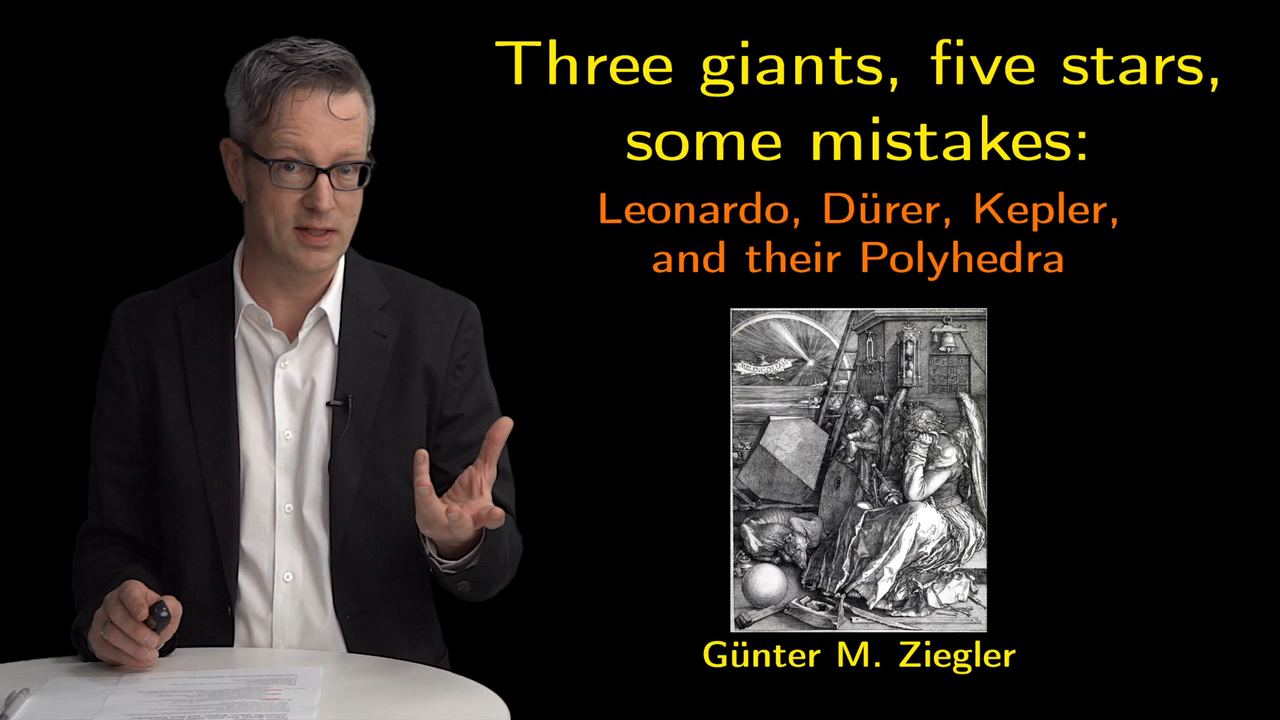 Three giants, five stars,
some mistakes:
Leonardo, Dürer, Kepler,
and their Polyhedra
Günter M. Ziegler